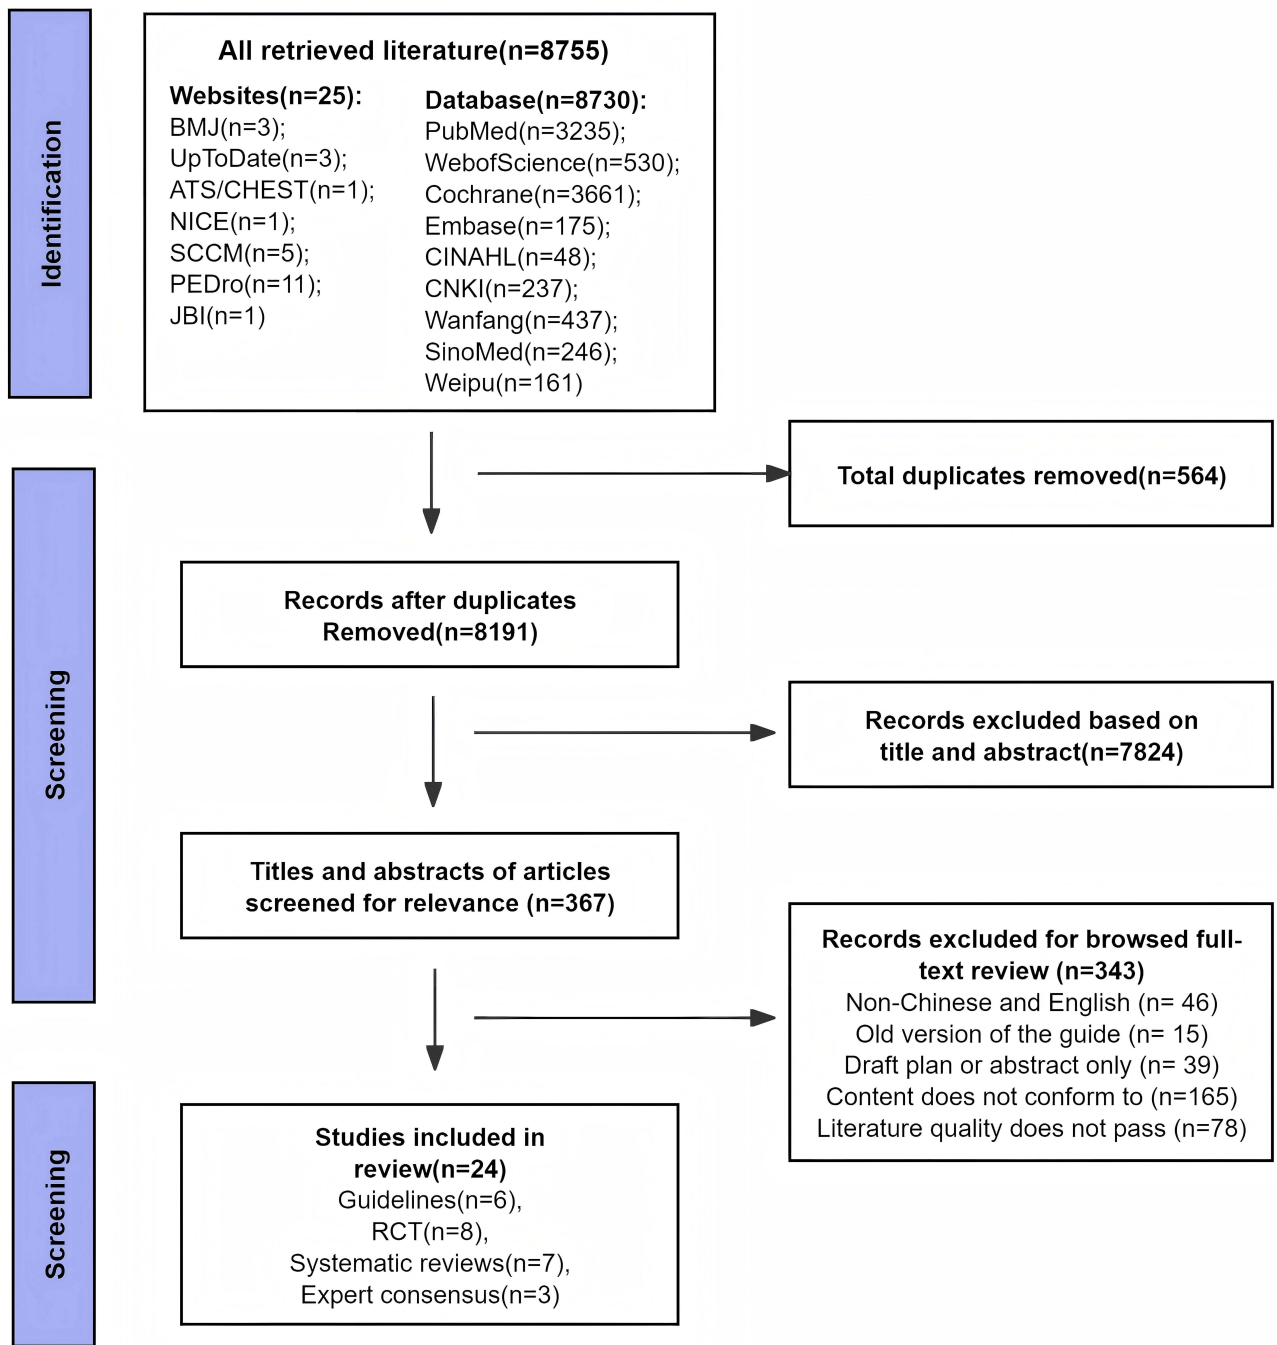 Identification
All retrieved literature(n=8755)
Websites(n=25):
BMJ(n=3);
UpToDate(n=3);
ATS/CHEST(n=1);
NICE(n=1);
SCCM(n=5);
PEDro(n=11);
JBI(n=1)
Database(n=8730):
PubMed(n=3235);
WebofScience(n=530);
Cochrane(n=3661);
Embase(n=175);
CINAHL(n=48);
CNKI(n=237);
Wanfang(n=437);
SinoMed(n=246);
Weipu(n=161)
Total duplicates removed(n=564)
Screening
Records after duplicates
Removed(n=8191)
Records excluded based on
title and abstract(n=7824)
Titles and abstracts of articles
screened for relevance (n=367)
Records excluded for browsed full-
text review (n=343)
Non-Chinese and English (n= 46)
Old version of the guide (n= 15)
Draft plan or abstract only (n= 39)
Content does not conform to (n=165)
Literature quality does not pass (n=78)
Screening
Studies included in
review(n=24)
Guidelines(n=6),
RCT(n=8),
Systematic reviews(n=7),
Expert consensus(n=3)